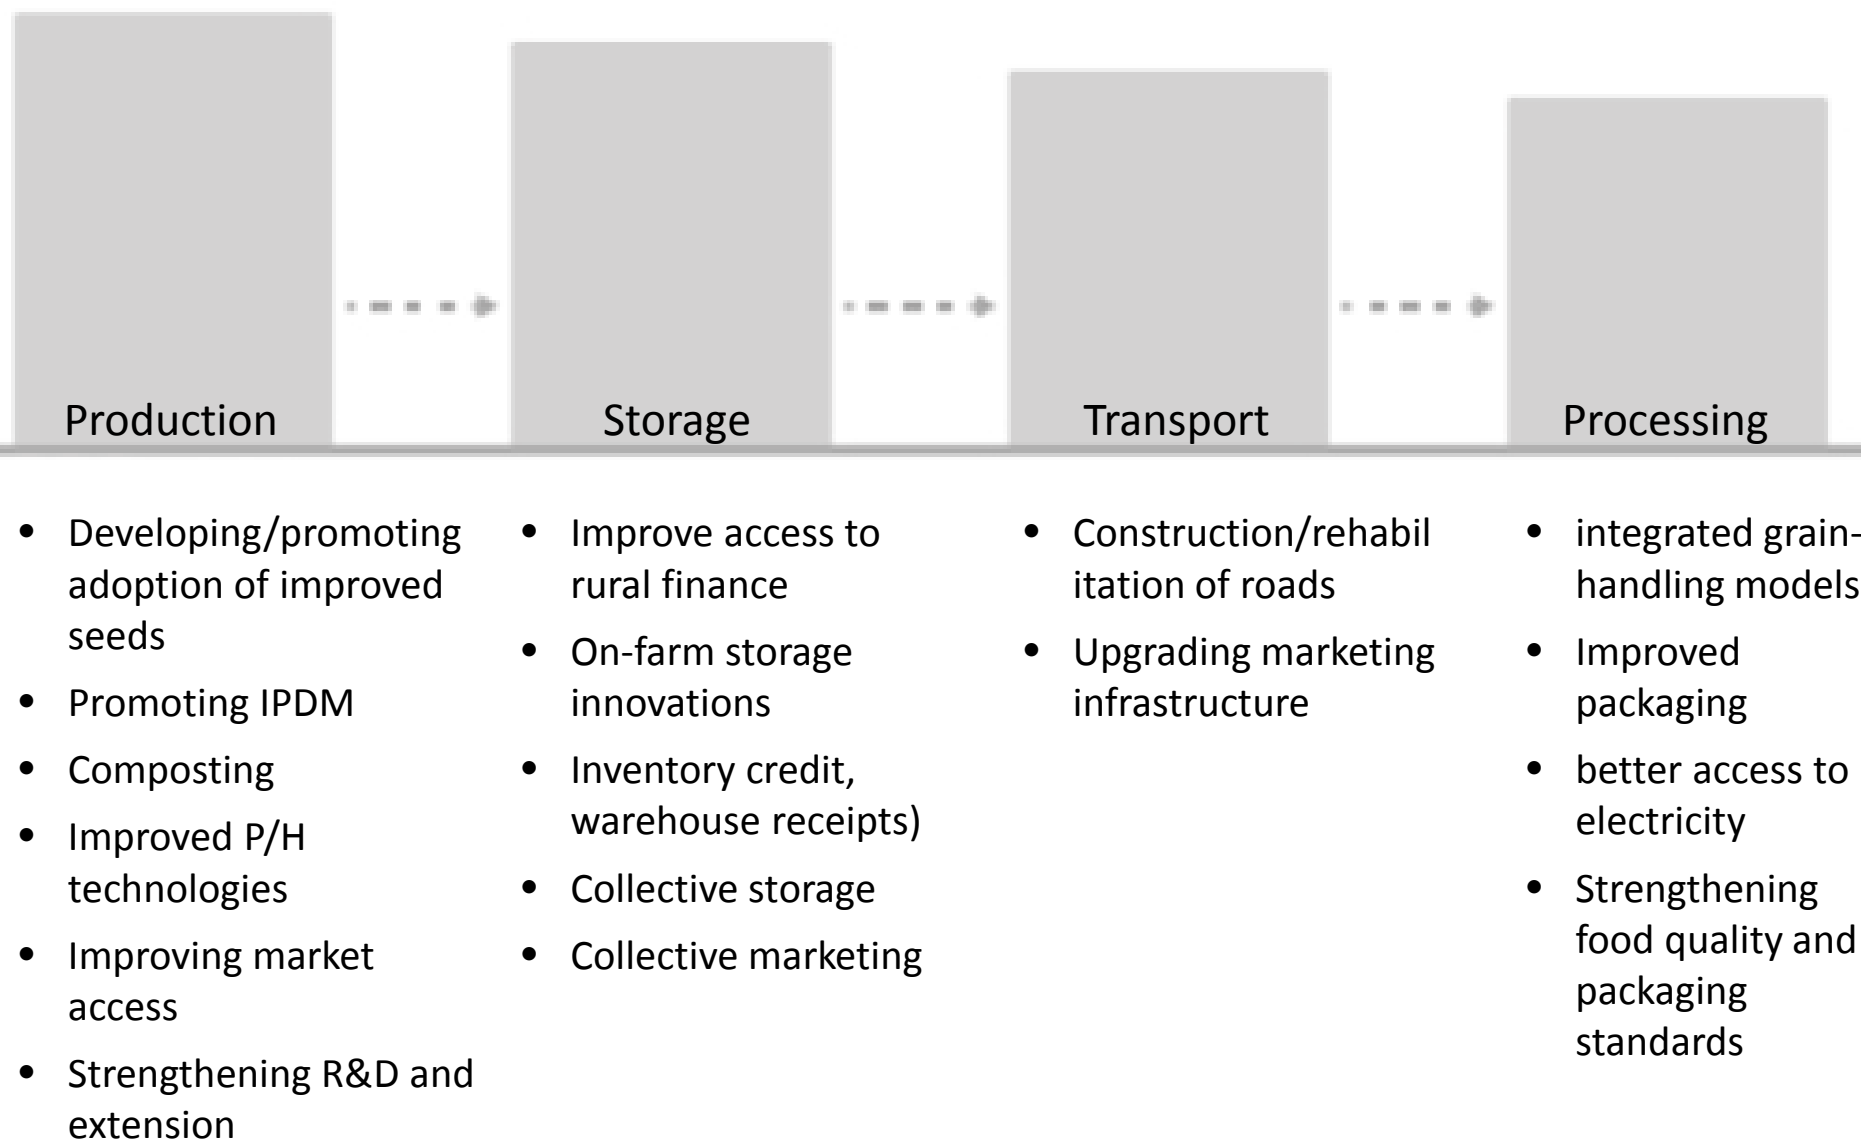 Production
Storage
Transport
Processing
• Developing/promoting
adoption of improved
seeds
• Promoting IPDM
• Composting
• Improved P/H
technologies
• Improving market
access
• Strengthening R&D and
extension
• Improve access to
rural finance
• On-farm storage
innovations
• Inventory credit,
warehouse receipts)
• Collective storage
• Collective marketing
• Construction/rehabil
itation of roads
• Upgrading marketing
infrastructure
• integrated grain-
handling models
• Improved
packaging
• better access to
electricity
• Strengthening
food quality and
packaging
standards